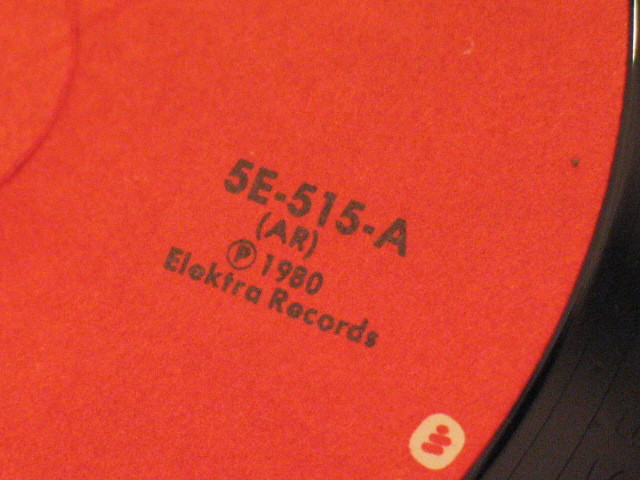 5E-515-A
(AR)
℗ 1980
Elektra Records